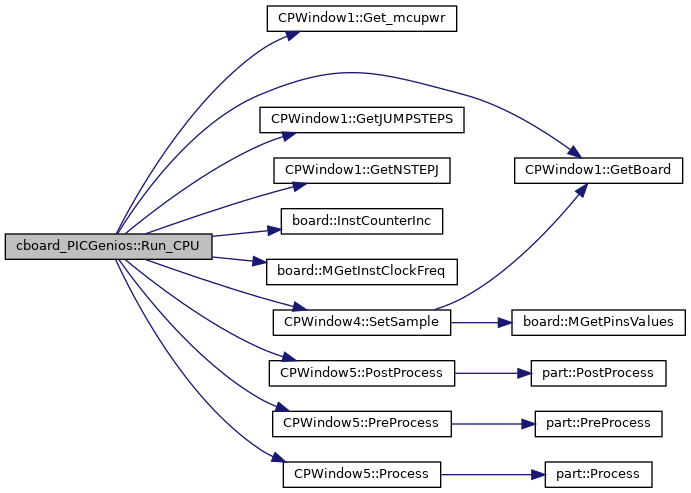 CPWindow1::Get_mcupwr
CPWindow1::GetJUMPSTEPS
CPWindow1::GetNSTEPJ
CPWindow1::GetBoard
board::InstCounterInc
cboard_PICGenios::Run_CPU
board::MGetInstClockFreq
CPWindow4::SetSample
board::MGetPinsValues
CPWindow5::PostProcess
part::PostProcess
CPWindow5::PreProcess
part::PreProcess
CPWindow5::Process
part::Process